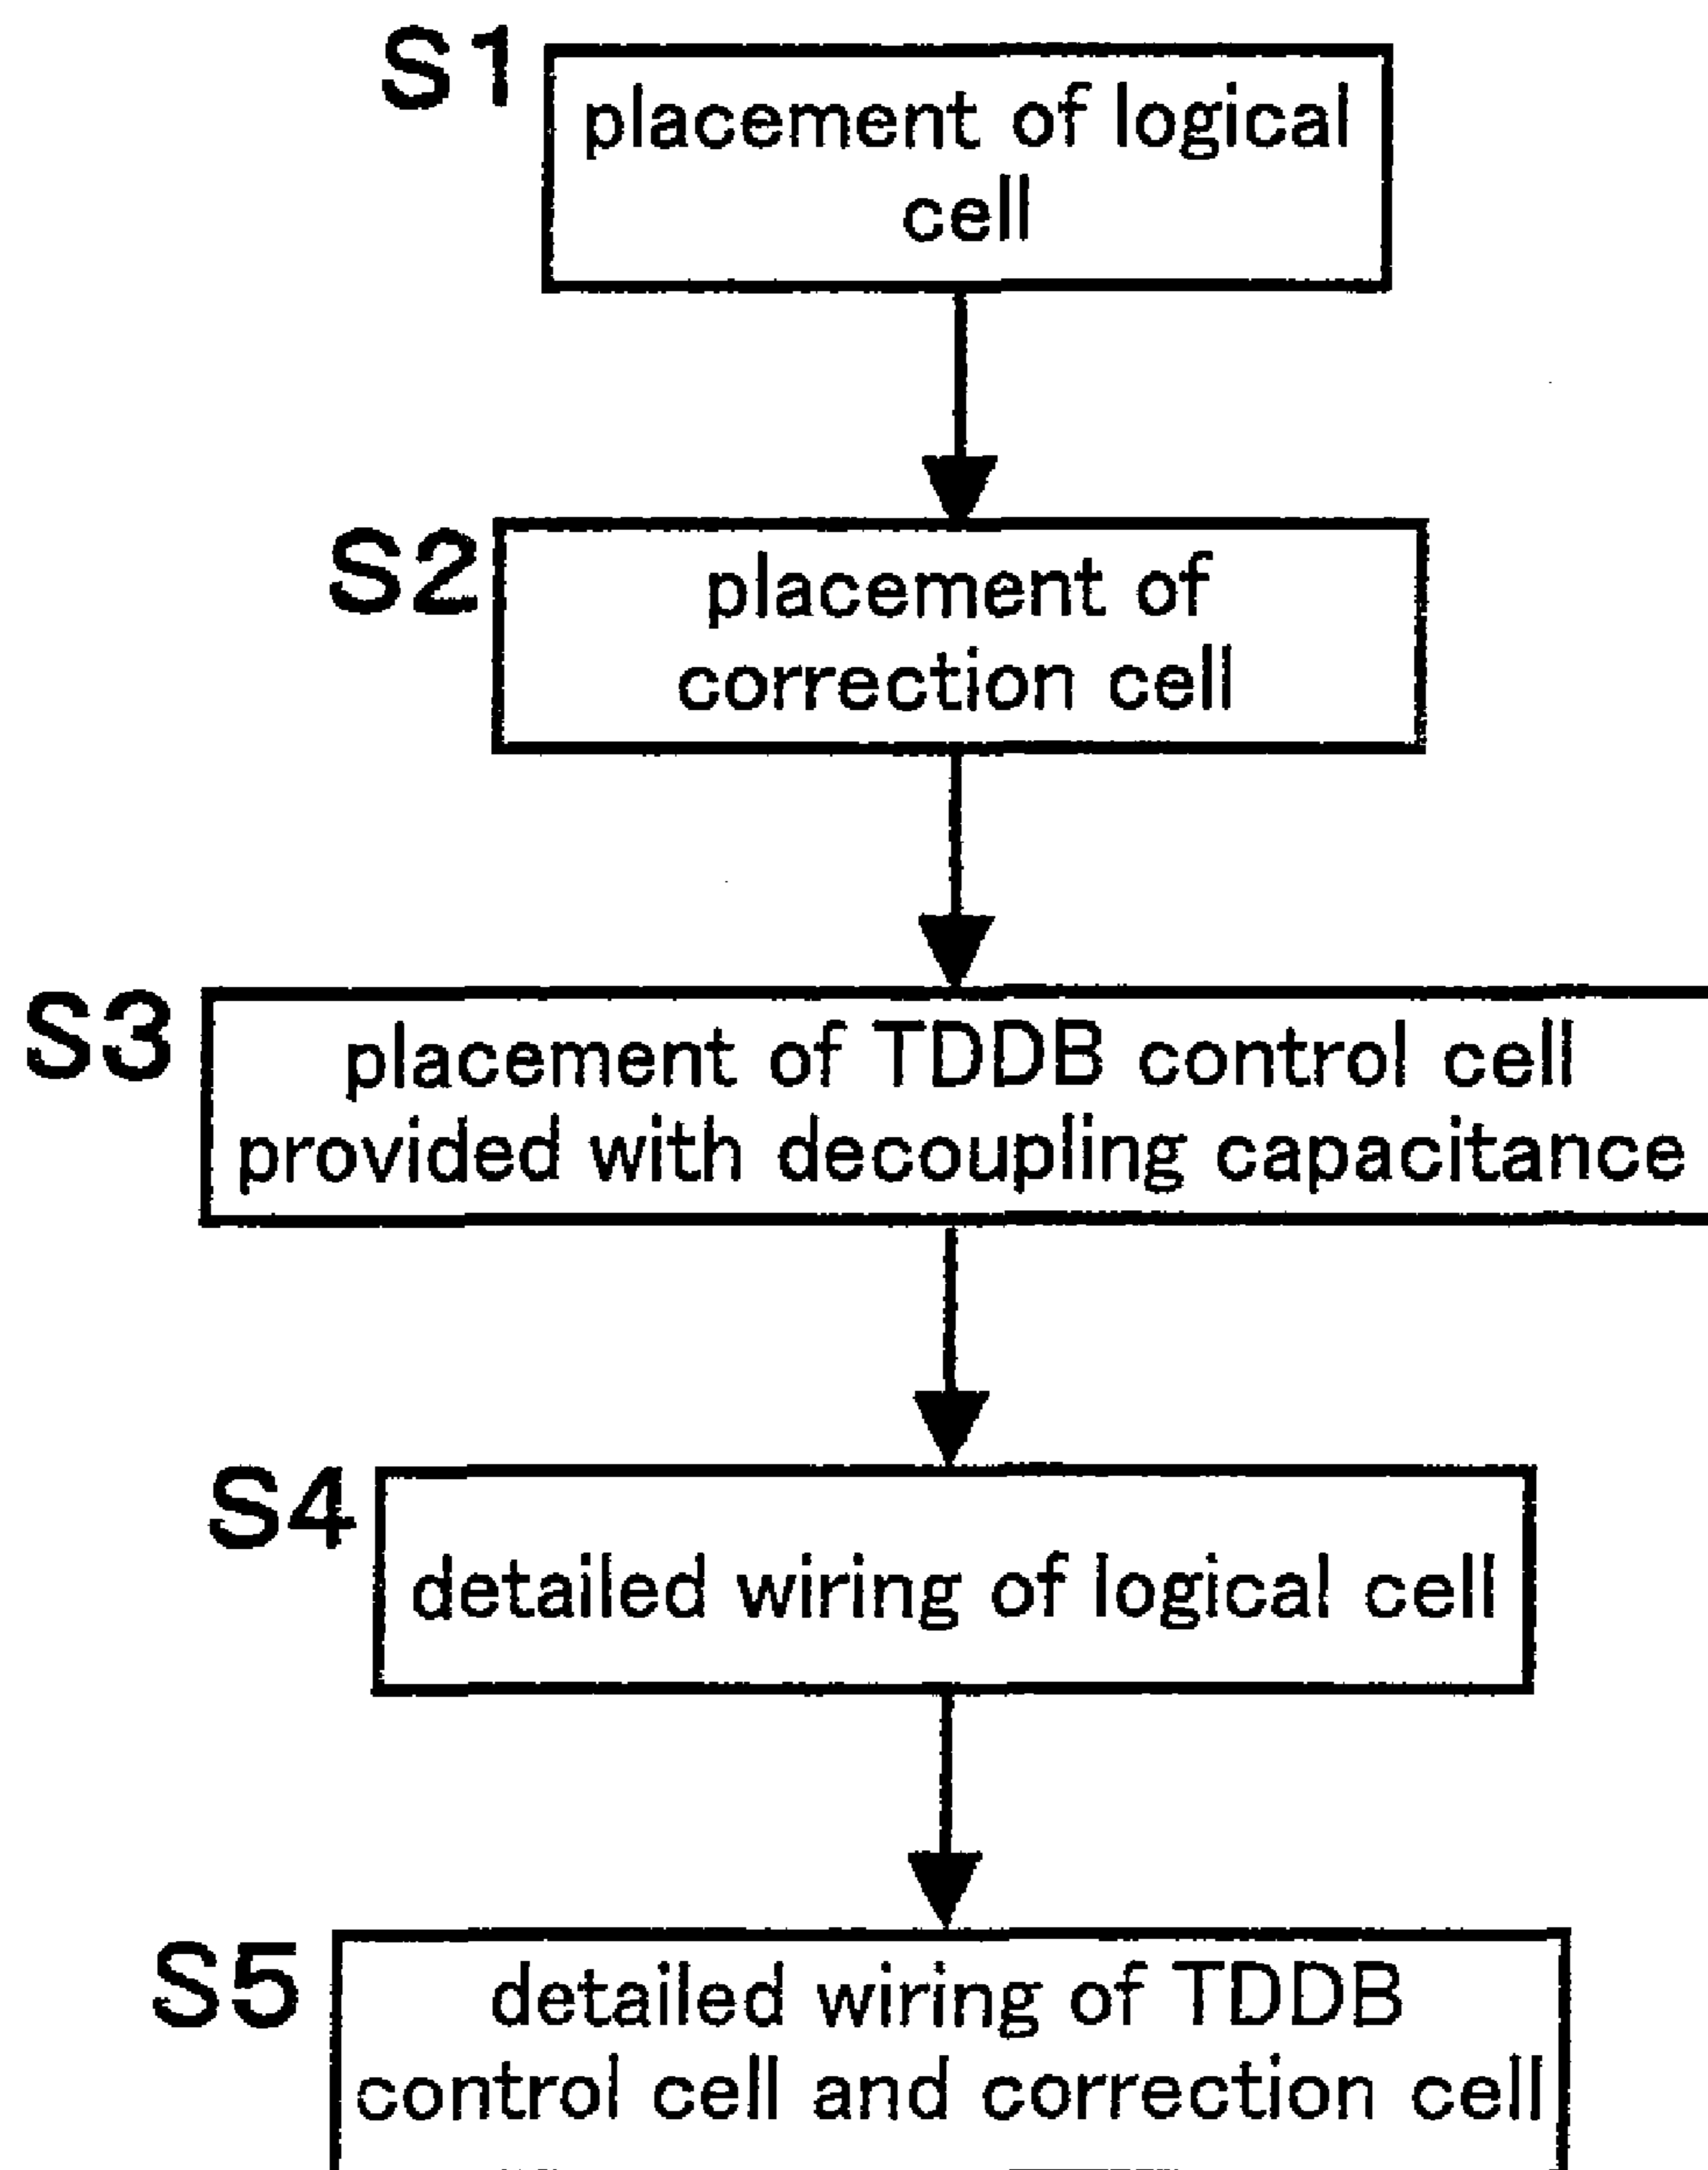 S1
placement of logical
cell
S2
placement of
correction cell
S3
placement of TDDB control cell
provided with decoupling capacitance
S4
detailed wiring of logical cell
S5
detailed wiring of TDDB
control cell and correction cell